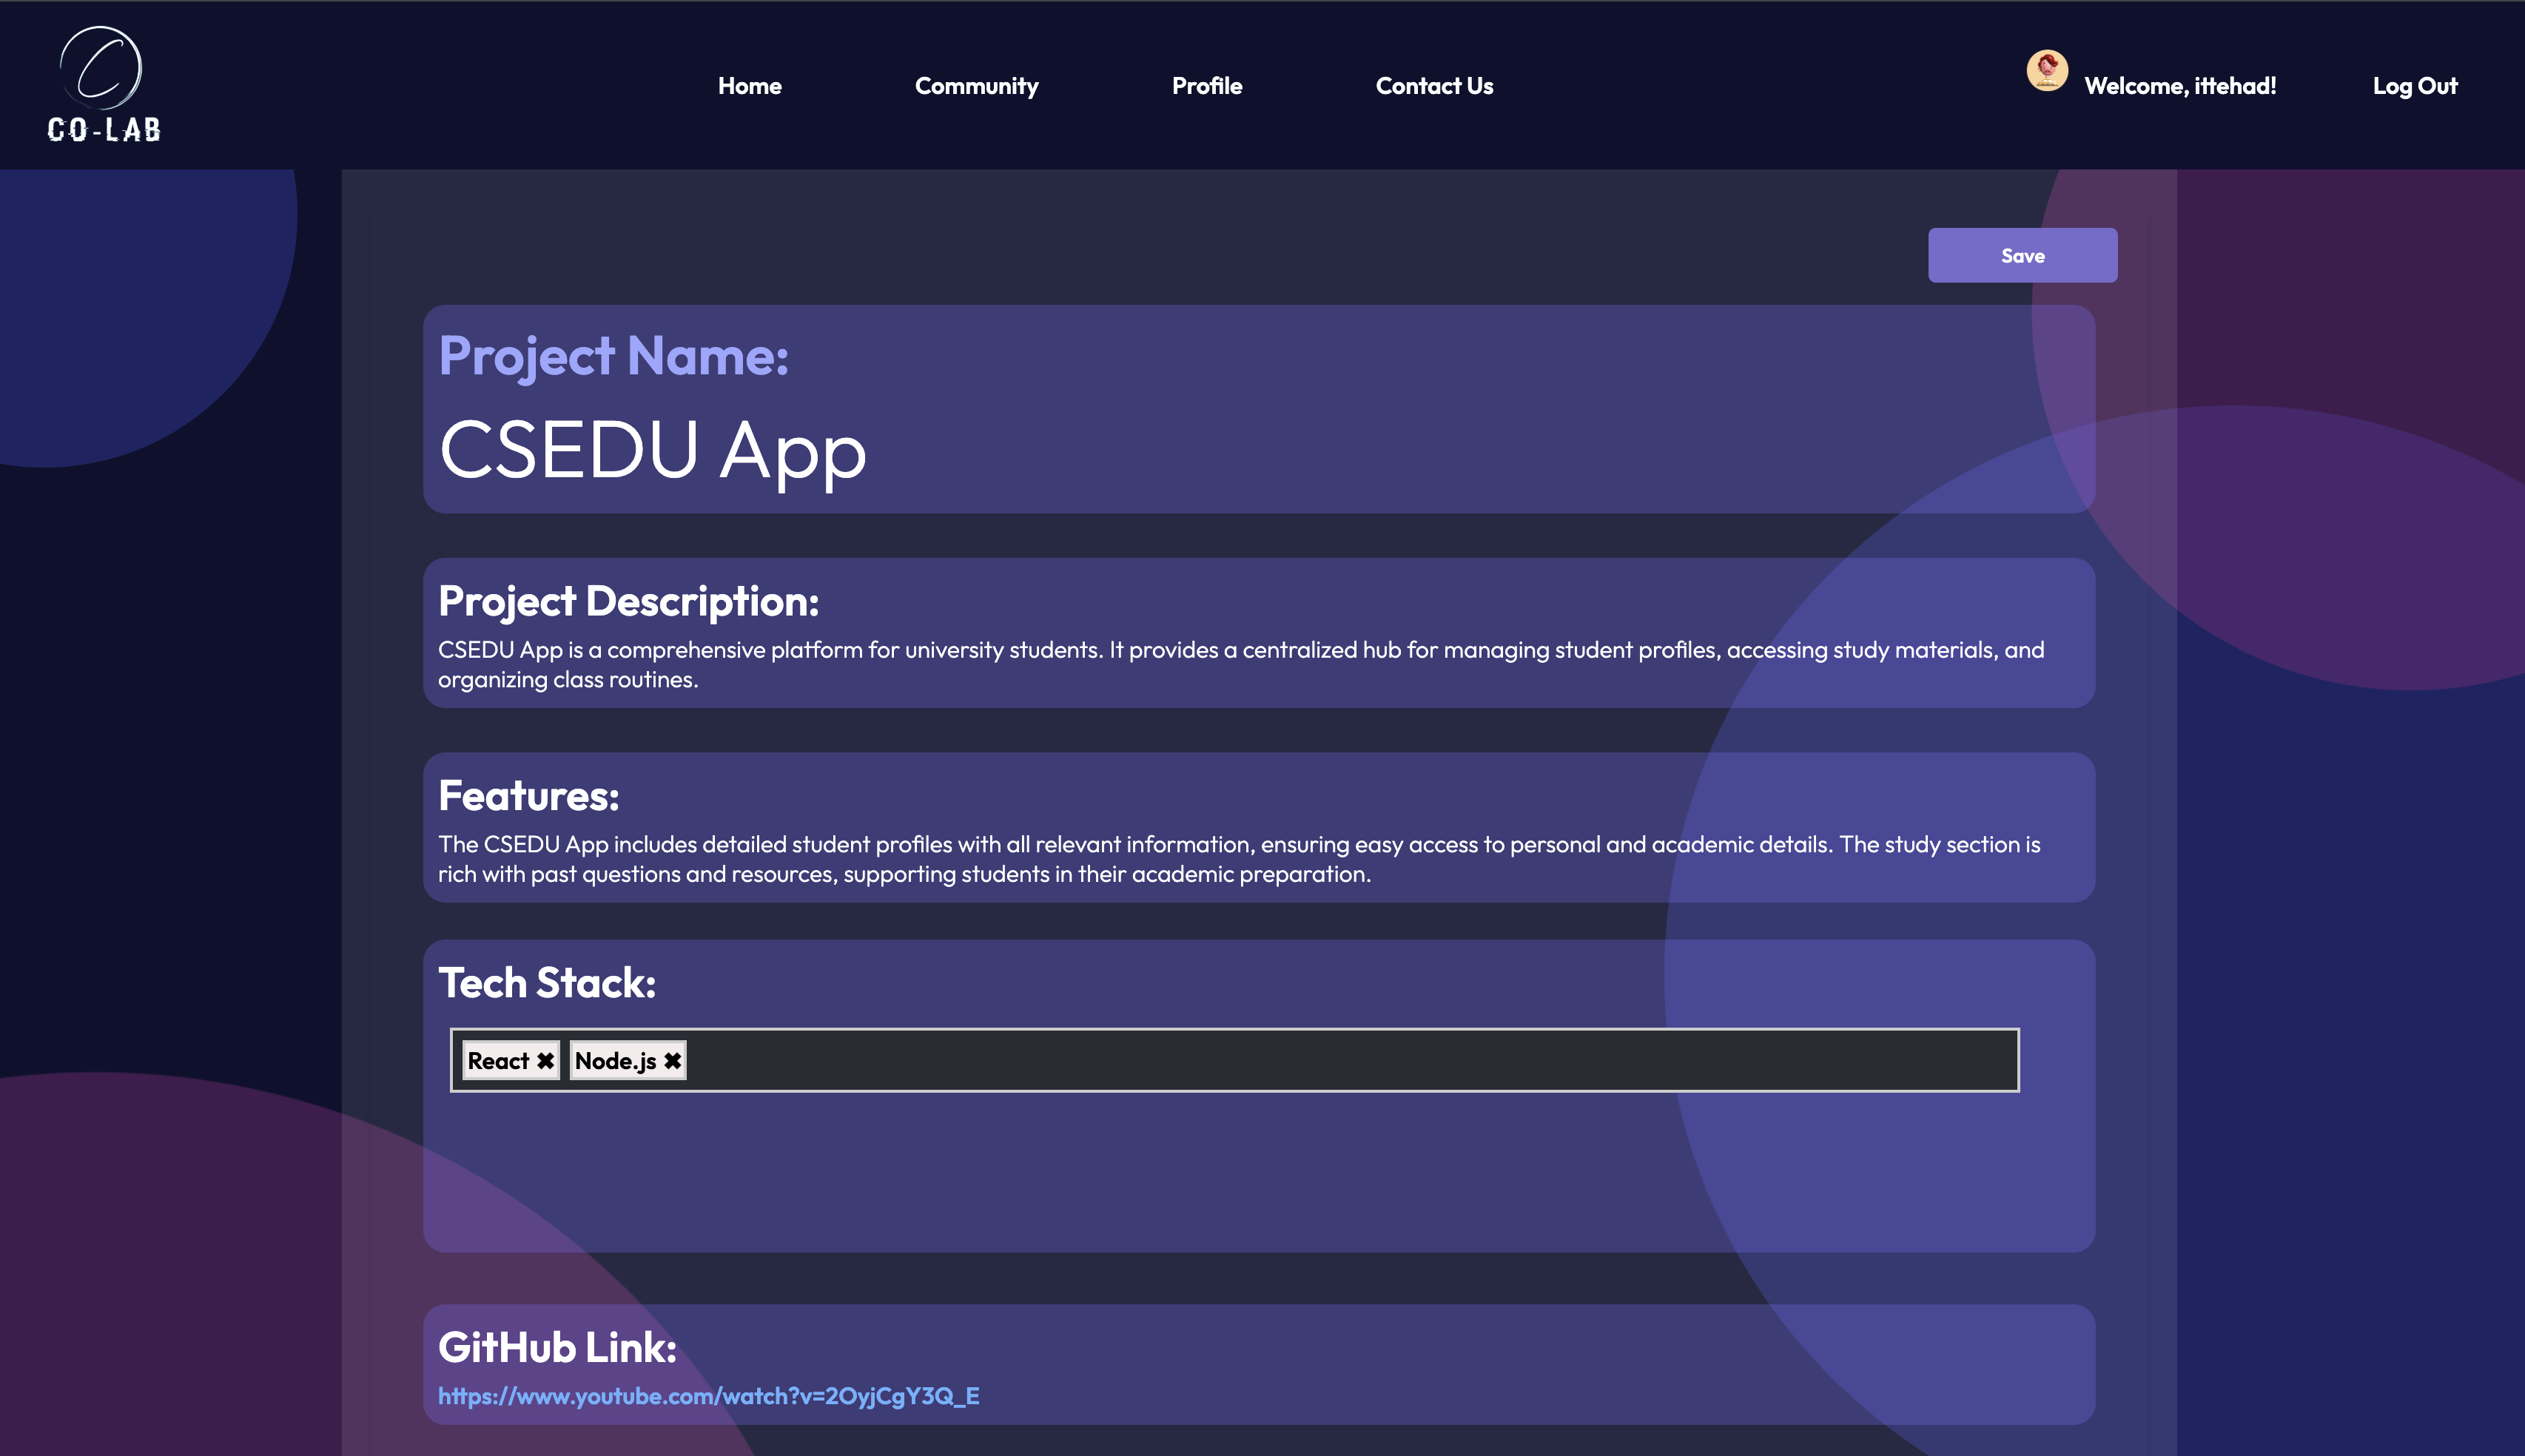 CO-LAB
Home Community Profile Contact Us Welcome, ittehad! Log Out
Save
Project Name:
CSEDU App
Project Description:
CSEDU App is a comprehensive platform for university students. It provides a centralized hub for managing student profiles, accessing study materials, and
organizing class routines.
Features:
The CSEDU App includes detailed student profiles with all relevant information, ensuring easy access to personal and academic details. The study section is
rich with past questions and resources, supporting students in their academic preparation.
Tech Stack:
React ✖ Node.js ✖
GitHub Link:
https://www.youtube.com/watch?v=2OyjCgY3Q_E